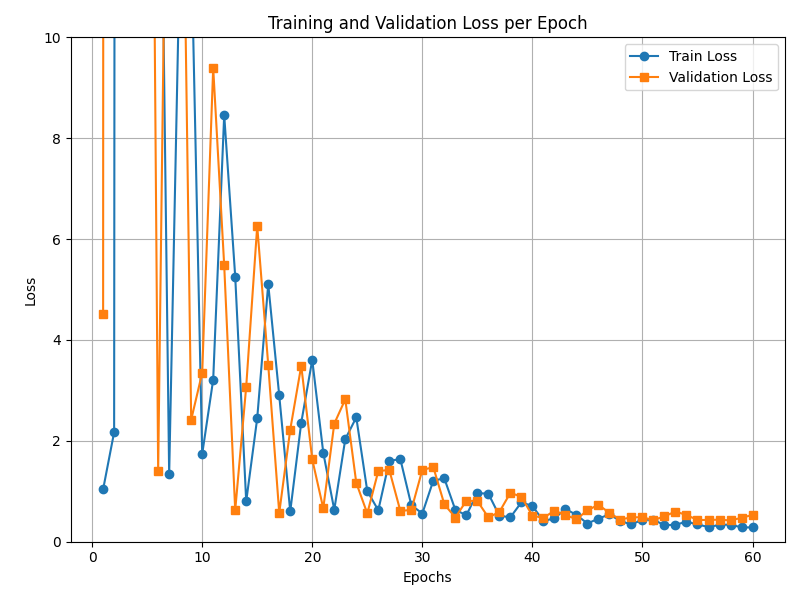 Training and Validation Loss per Epoch
Train Loss
Validation Loss
Loss
10
8
6
4
2
0
0 10 20 30 40 50 60
Epochs